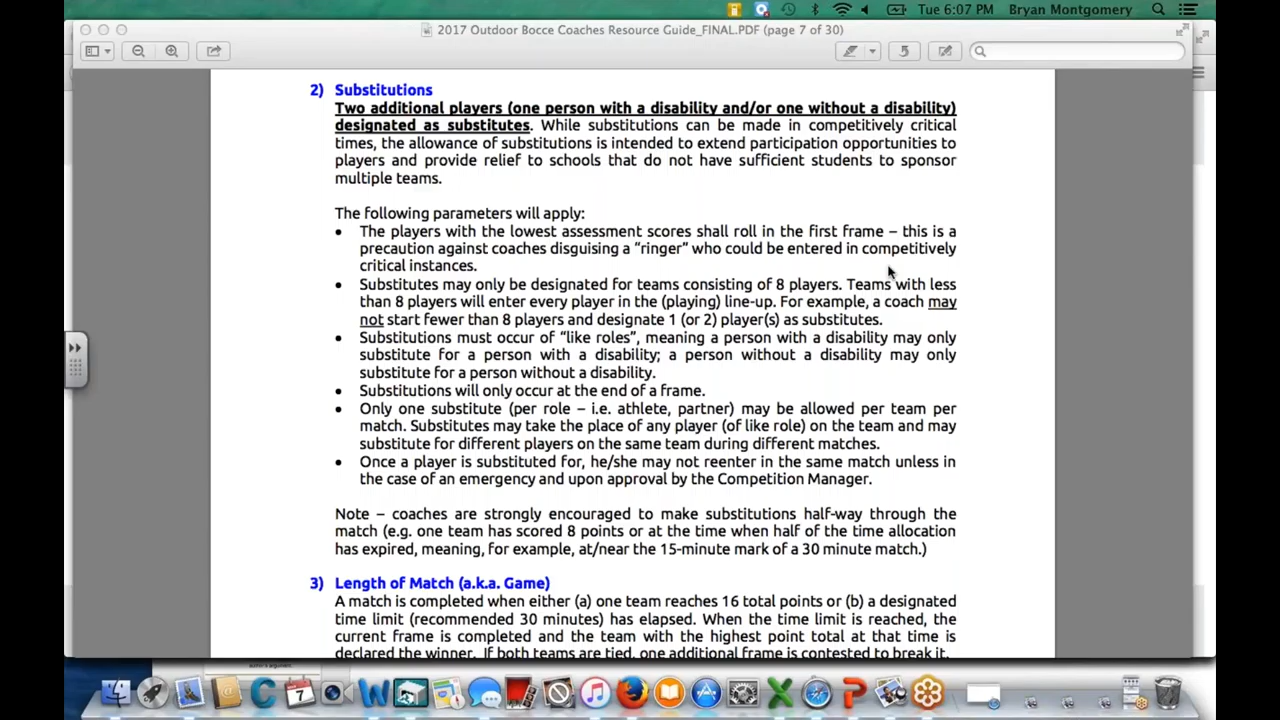 Tue 6:07 PM Bryan Montgomery
2017 Outdoor Bocce Coaches Resource Guide_FINAL.PDF (page 7 of 30)
2) Substitutions
Two additional players (one person with a disability and/or one without a disability)
designated as substitutes. While substitutions can be made in competitively critical
times, the allowance of substitutions is intended to extend participation opportunities to
players and provide relief to schools that do not have sufficient students to sponsor
multiple teams.
The following parameters will apply:
• The players with the lowest assessment scores shall roll in the first frame – this is a
precaution against coaches disguising a “ringer” who could be entered in competitively
critical instances.
• Substitutes may only be designated for teams consisting of 8 players. Teams with less
than 8 players will enter every player in the (playing) line-up. For example, a coach may
not start fewer than 8 players and designate 1 (or 2) player(s) as substitutes.
• Substitutions must occur of “like roles”, meaning a person with a disability may only
substitute for a person with a disability; a person without a disability may only
substitute for a person without a disability.
• Substitutions will only occur at the end of a frame.
• Only one substitute (per role – i.e. athlete, partner) may be allowed per team per
match. Substitutes may take the place of any player (of like role) on the team and may
substitute for different players on the same team during different matches.
• Once a player is substituted for, he/she may not reenter in the same match unless in
the case of an emergency and upon approval by the Competition Manager.
Note – coaches are strongly encouraged to make substitutions half-way through the
match (e.g. one team has scored 8 points or at the time when half of the time allocation
has expired, meaning, for example, at/near the 15-minute mark of a 30 minute match.)
3) Length of Match (a.k.a. Game)
A match is completed when either (a) one team reaches 16 total points or (b) a designated
time limit (recommended 30 minutes) has elapsed. When the time limit is reached, the
current frame is completed and the team with the highest point total at that time is
declared the winner. If both teams are tied, one additional frame is contested to break it.
7